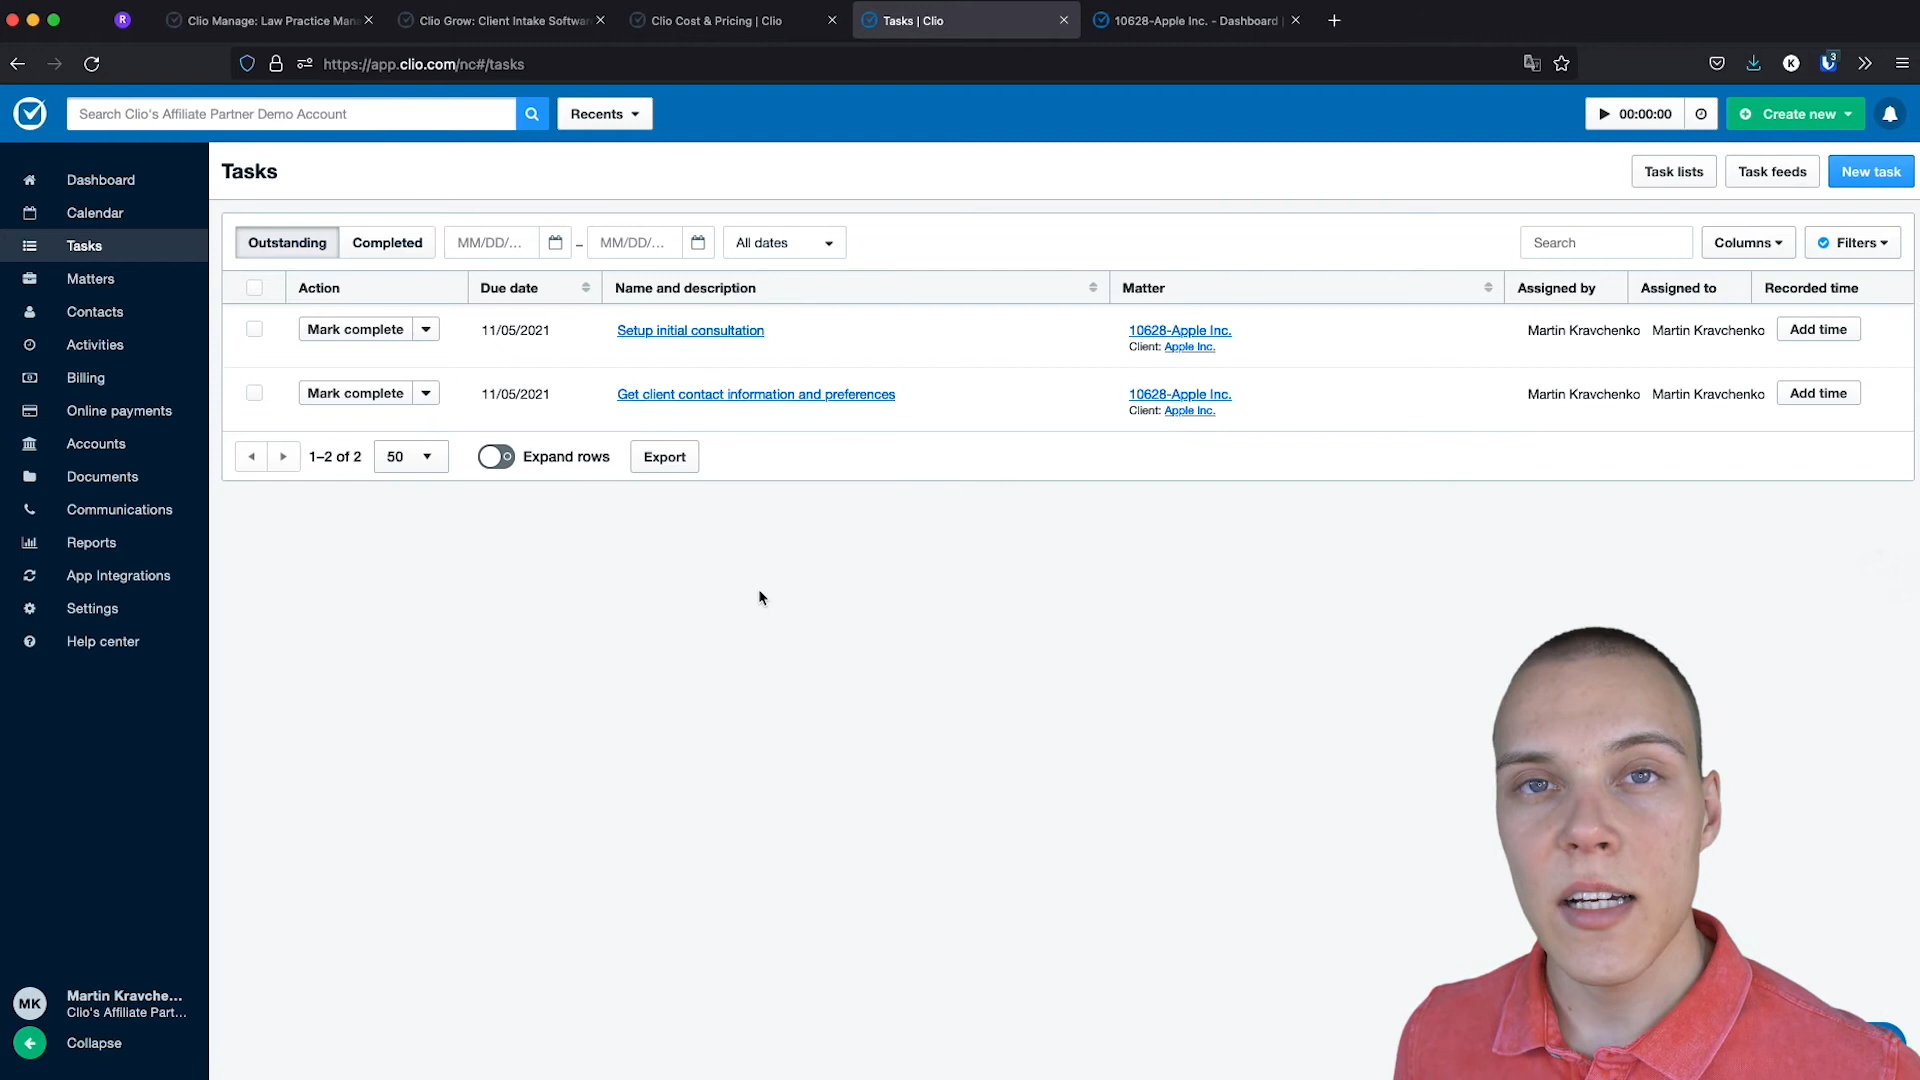 R
Clio Manage: Law Practice Man
Clio Grow: Client Intake Softwar
Clio Cost & Pricing | Clio
Tasks | Clio
10628-Apple Inc. - Dashboard |
https://app.clio.com/nc#/tasks
K
3
Search Clio's Affiliate Partner Demo Account
Recents
00:00:00
Create new
Dashboard
Calendar
Tasks
Matters
Contacts
Activities
Billing
Online payments
Accounts
Documents
Communications
Reports
App Integrations
Settings
Help center
MK
Martin Kravche...
Clio's Affiliate Part...
Collapse
Tasks
Task lists
Task feeds
New task
Outstanding
Completed
MM/DD/...
–
MM/DD/...
All dates
Search
Columns
Filters
Action
Due date
Name and description
Matter
Assigned by
Assigned to
Recorded time
Mark complete
11/05/2021
Setup initial consultation
10628-Apple Inc.
Client: Apple Inc.
Martin Kravchenko
Martin Kravchenko
Add time
Mark complete
11/05/2021
Get client contact information and preferences
10628-Apple Inc.
Client: Apple Inc.
Martin Kravchenko
Martin Kravchenko
Add time
1–2 of 2
50
Expand rows
Export